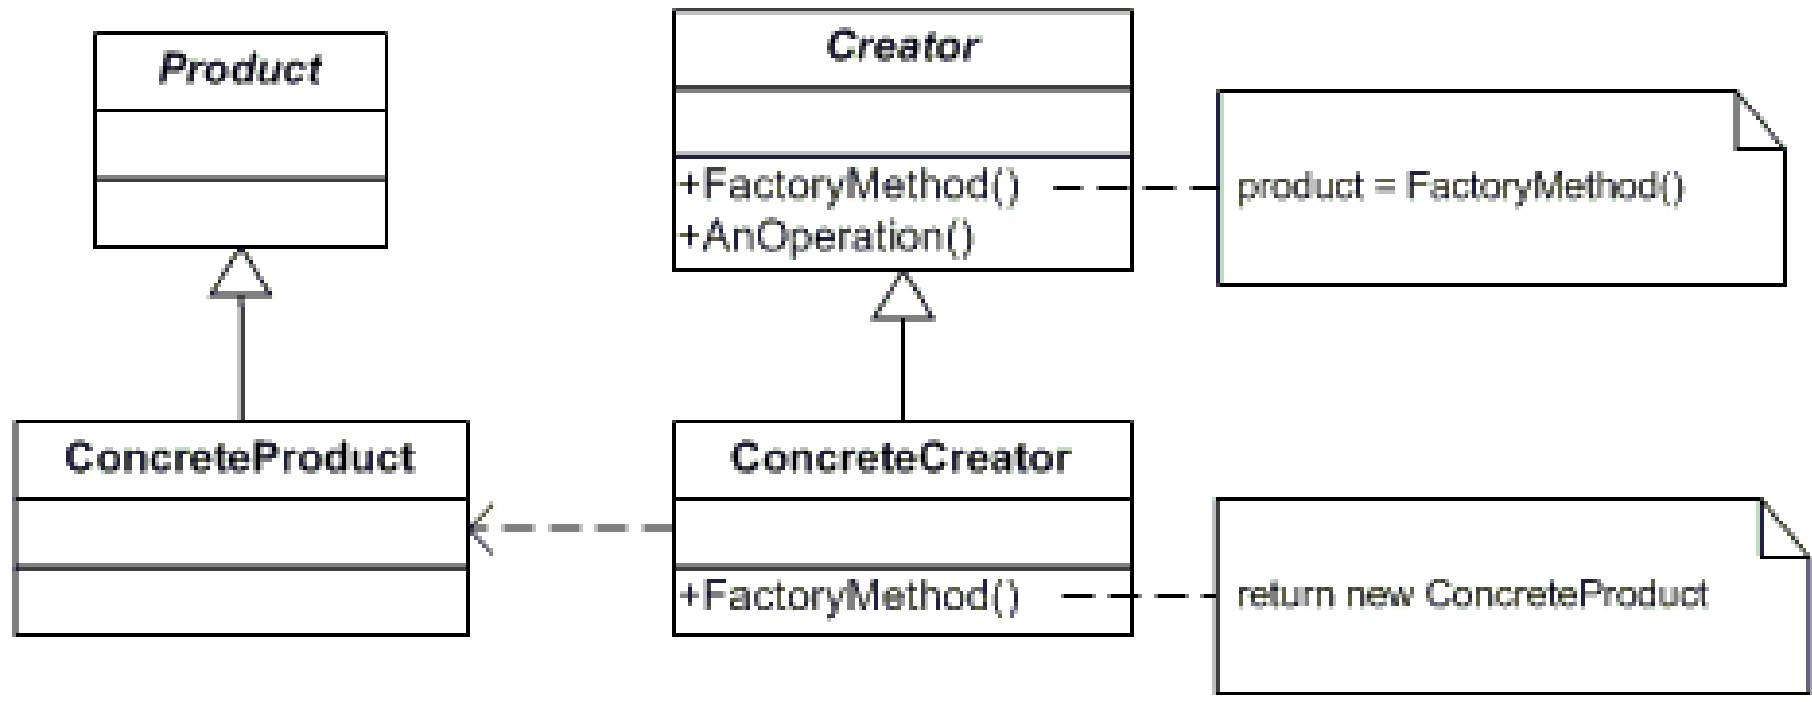 Product
Creator
+FactoryMethod()
+AnOperation()
product = FactoryMethod()
ConcreteProduct
ConcreteCreator
+FactoryMethod()
return new ConcreteProduct